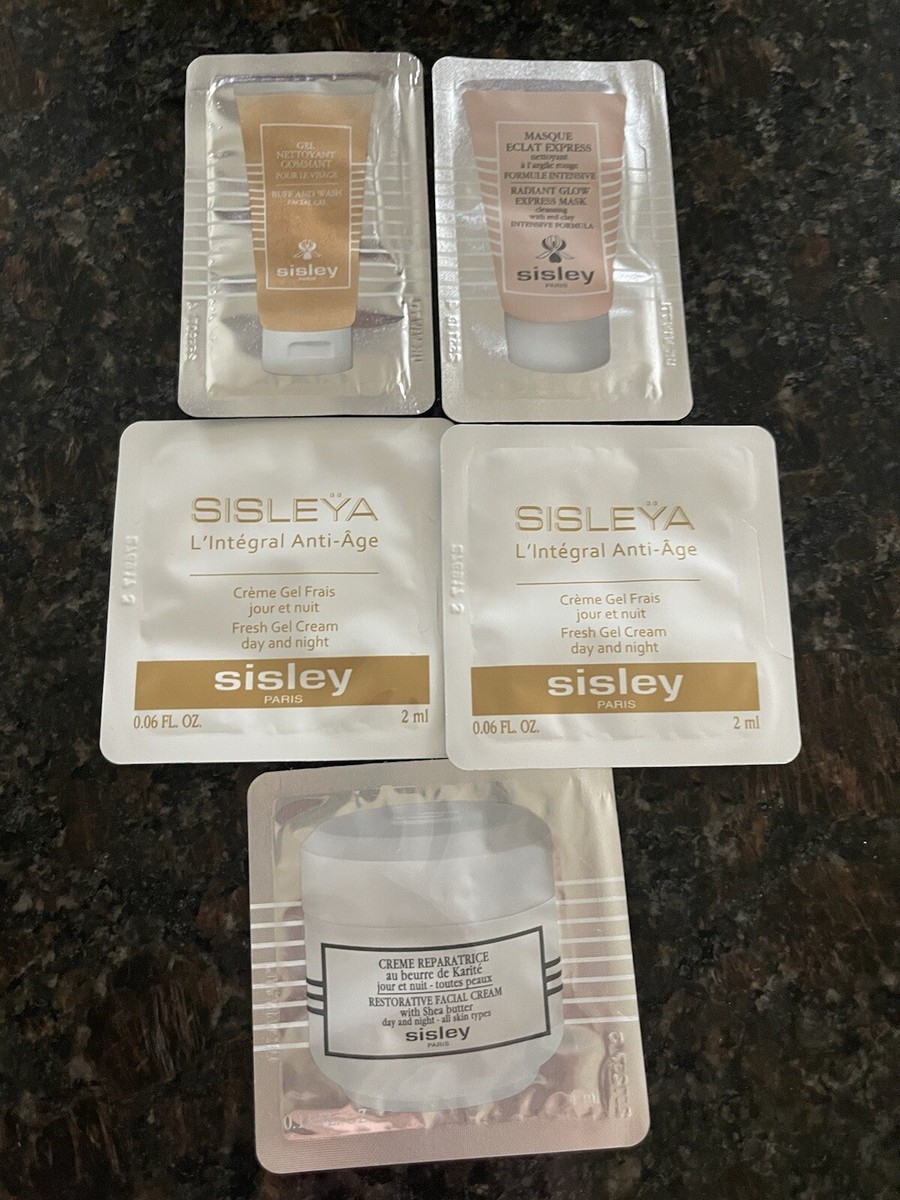 GEL
NETTOYANT
GOMMANT
POUR LE VISAGE
BUFF AND WASH
FACIAL GEL
sisley
PARIS
MASQUE
ECLAT EXPRESS
nettoyant
à l'argile rouge
FORMULE INTENSIVE
RADIANT GLOW
EXPRESS MASK
cleansing
with red clay
INTENSIVE FORMULA
sisley
PARIS
SISLEŸA
L'Intégral Anti-Âge
Crème Gel Frais
jour et nuit
Fresh Gel Cream
day and night
sisley
PARIS
0.06 FL. OZ. 2 ml
SISLEŸA
L'Intégral Anti-Âge
Crème Gel Frais
jour et nuit
Fresh Gel Cream
day and night
sisley
PARIS
0.06 FL. OZ. 2 ml
CREME REPARATRICE
au beurre de Karité
jour et nuit - toutes peaux
RESTORATIVE FACIAL CREAM
with Shea butter
day and night - all skin types
sisley
PARIS